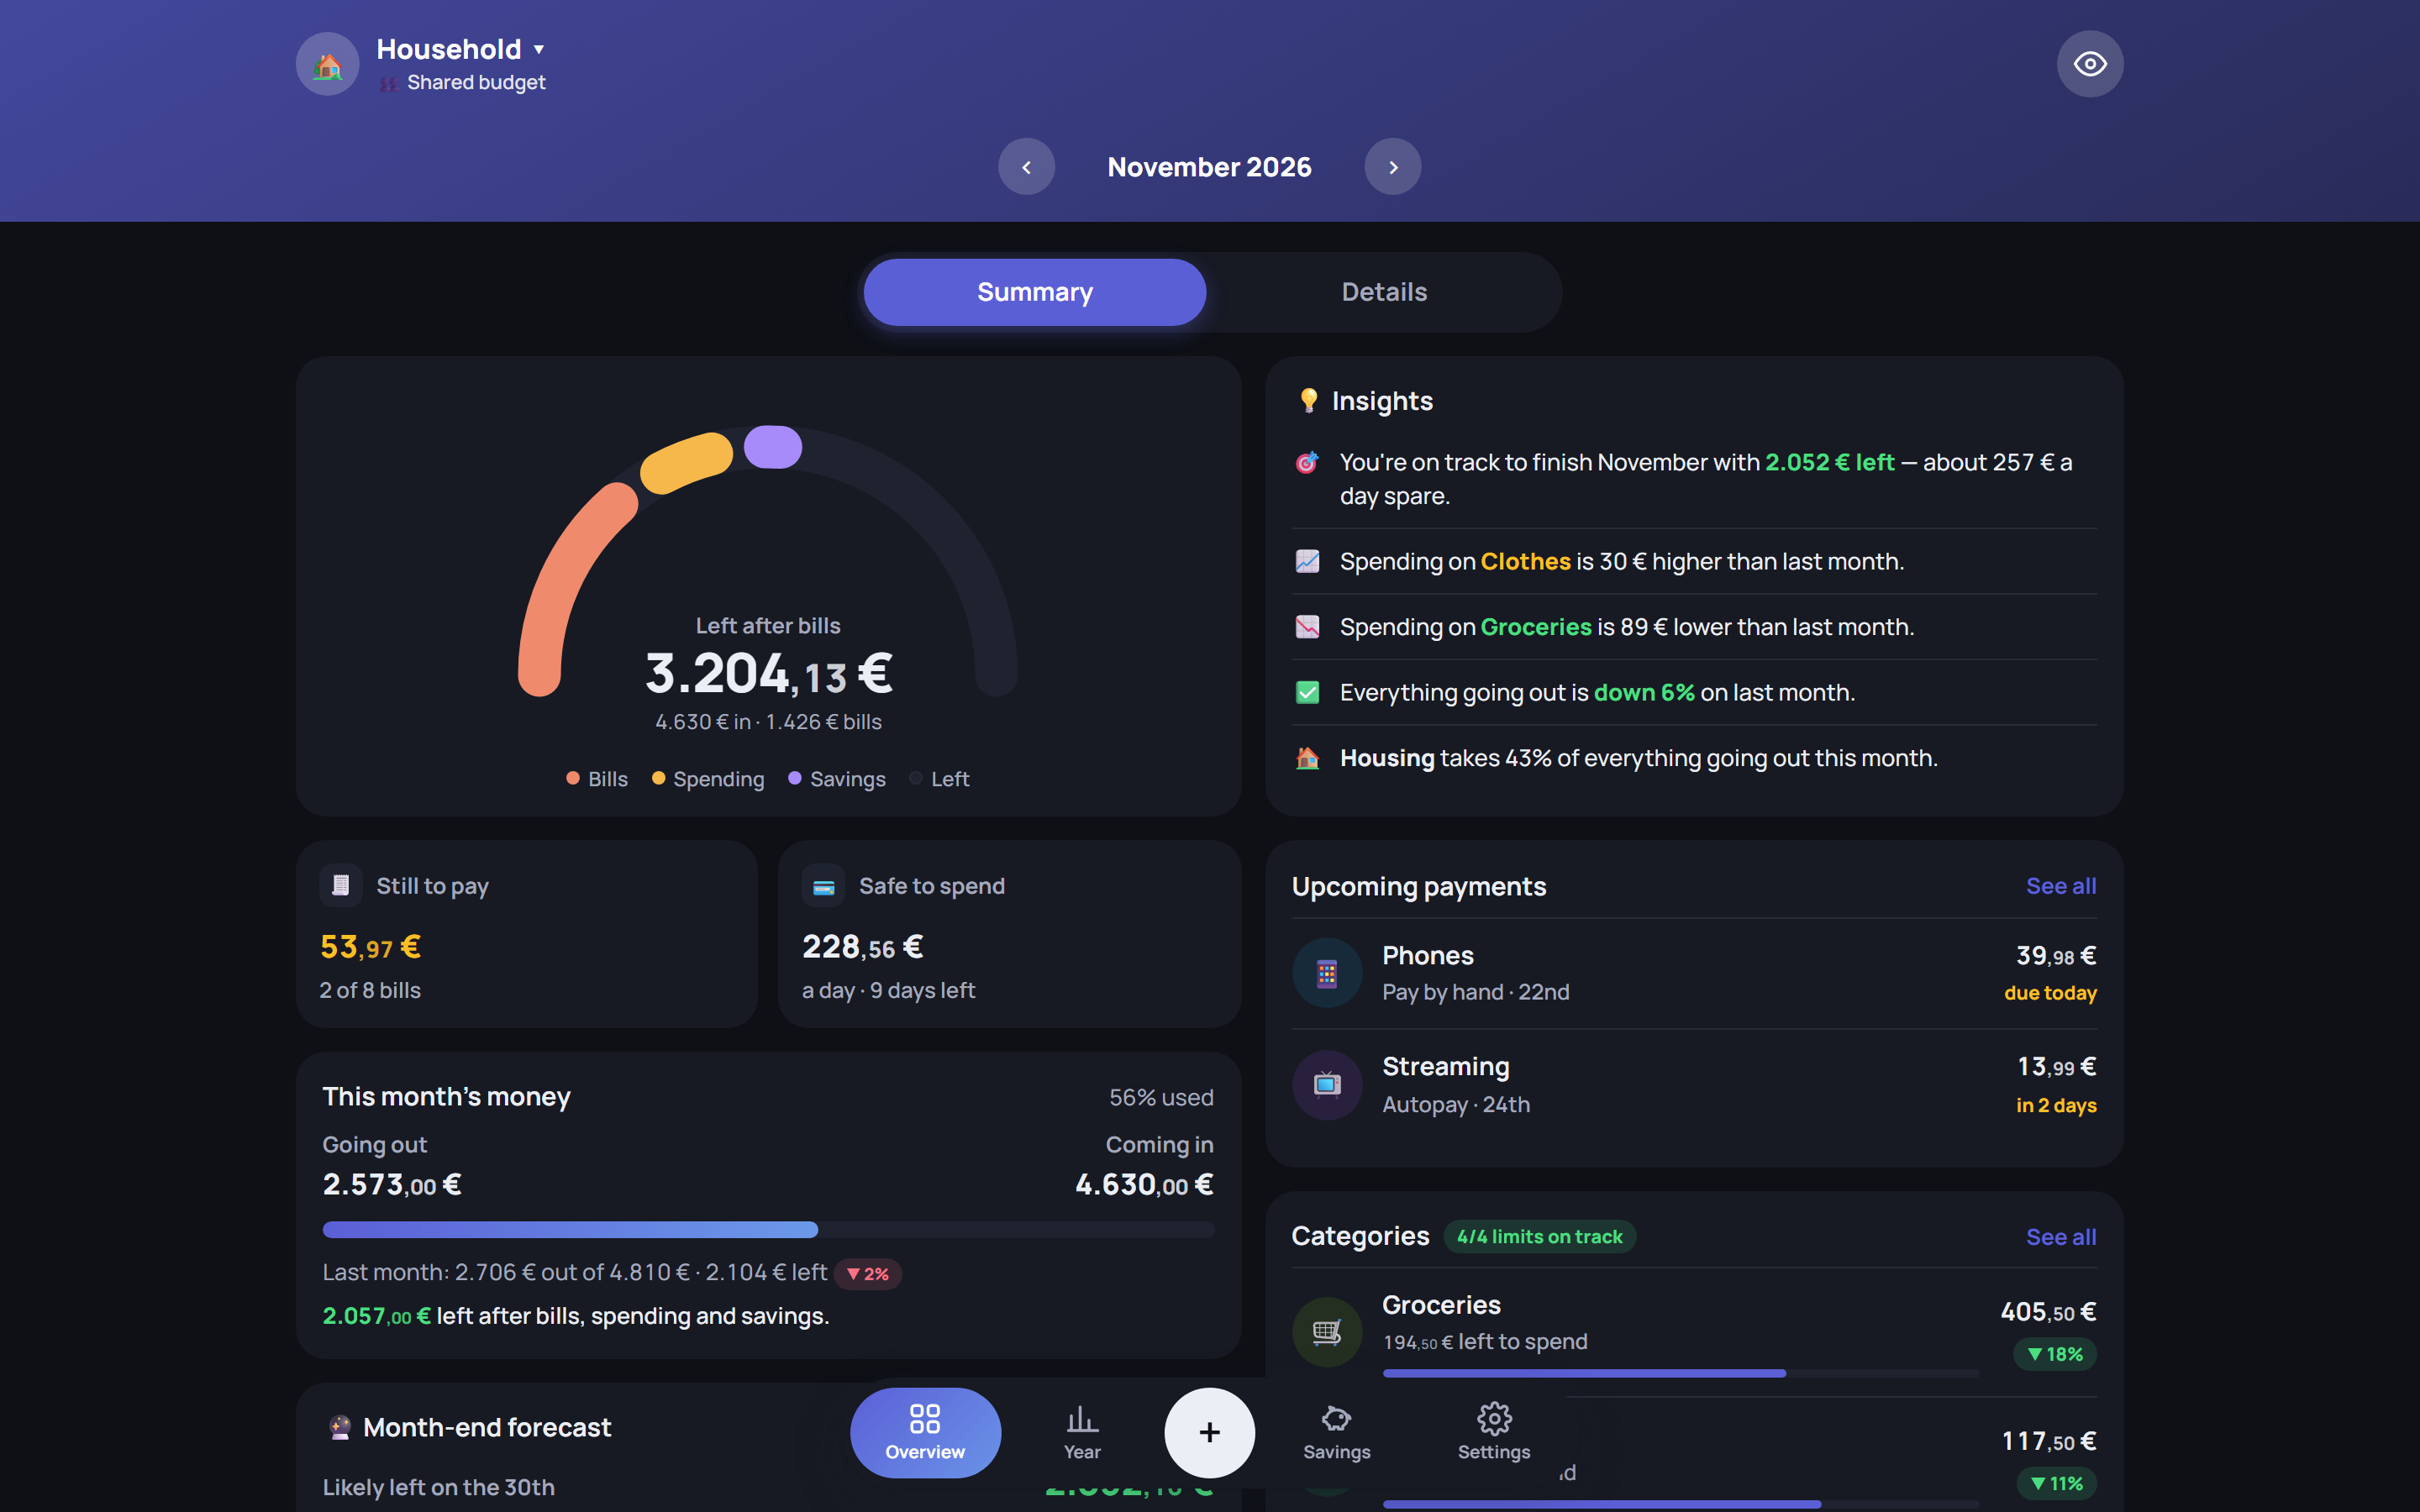 Household ▼
Shared budget
November 2026
Summary
Details
Left after bills
3.204,13 €
4.630 € in · 1.426 € bills
Bills
Spending
Savings
Left
Insights
You're on track to finish November with 2.052 € left — about 257 € a
day spare.
Spending on Clothes is 30 € higher than last month.
Spending on Groceries is 89 € lower than last month.
Everything going out is down 6% on last month.
Housing takes 43% of everything going out this month.
Still to pay
53,97 €
2 of 8 bills
Safe to spend
228,56 €
a day · 9 days left
Upcoming payments
See all
Phones
39,98 €
Pay by hand · 22nd
due today
Streaming
13,99 €
Autopay · 24th
in 2 days
This month’s money
56% used
Going out
Coming in
2.573,00 €
4.630,00 €
Last month: 2.706 € out of 4.810 € · 2.104 € left ▼ 2%
2.057,00 € left after bills, spending and savings.
Categories
4/4 limits on track
See all
Groceries
405,50 €
194,50 € left to spend
▼ 18%
117,50 €
▼ 11%
Month-end forecast
Likely left on the 30th
Overview
Year
+
Savings
Settings